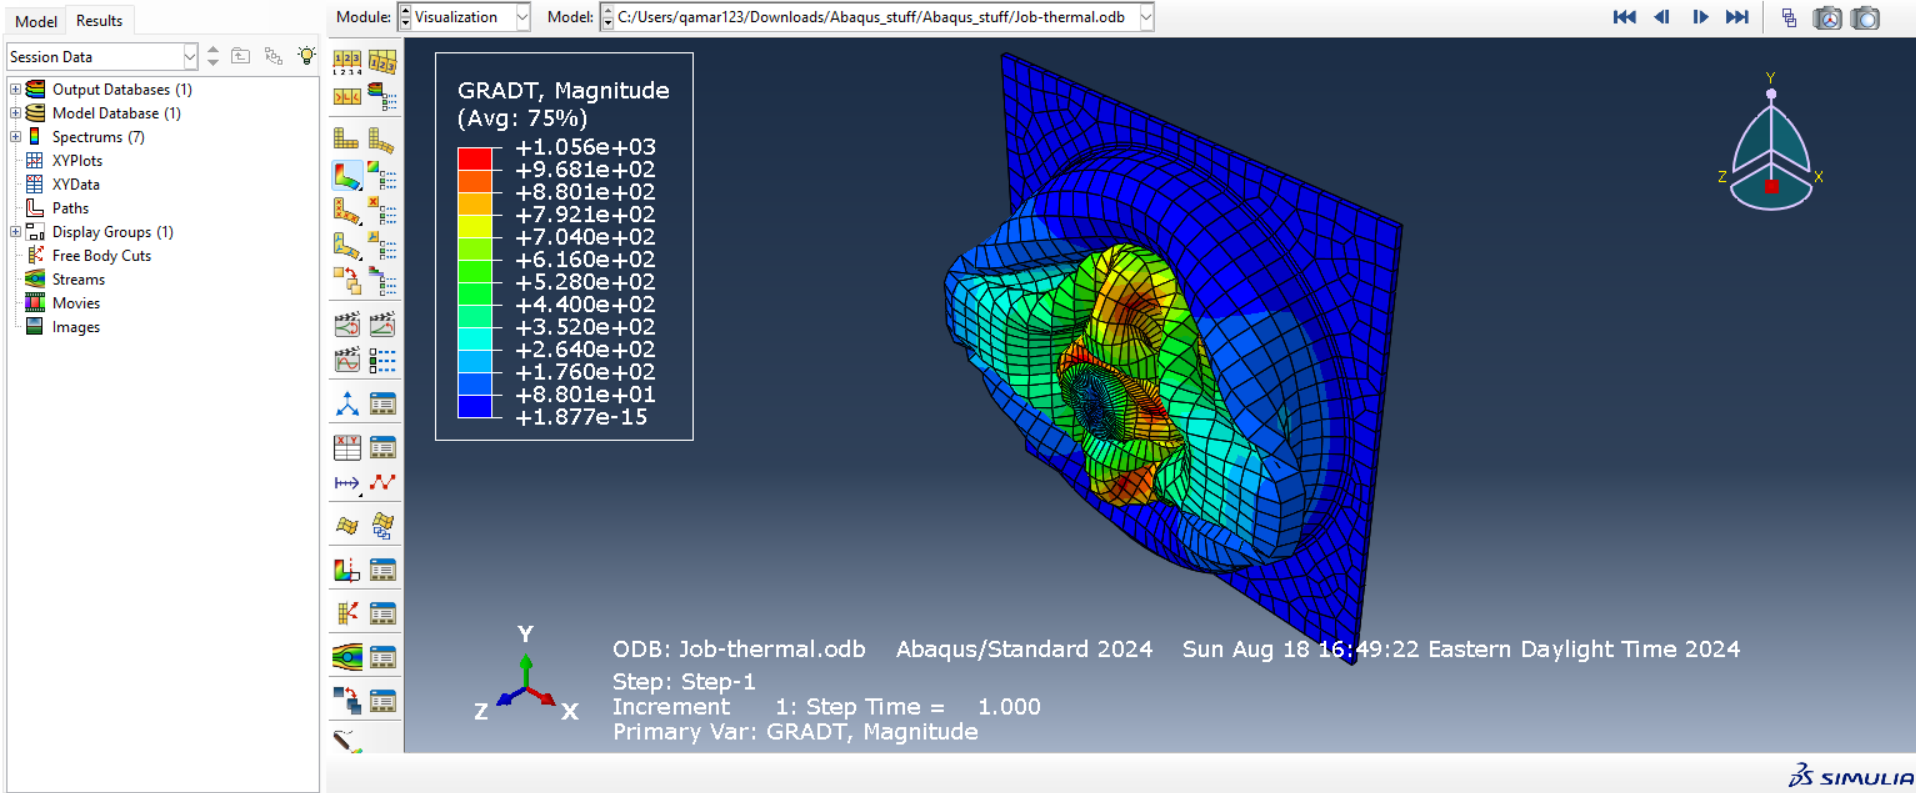 Model Results
Module: Visualization Model: C:/Users/qamar123/Downloads/Abaqus_stuff/Abaqus_stuff/Job-thermal.odb
Session Data
Output Databases (1)
Model Database (1)
Spectrums (7)
XYPlots
XYData
Paths
Display Groups (1)
Free Body Cuts
Streams
Movies
Images
GRADT, Magnitude
(Avg: 75%)
+1.056e+03
+9.681e+02
+8.801e+02
+7.921e+02
+7.040e+02
+6.160e+02
+5.280e+02
+4.400e+02
+3.520e+02
+2.640e+02
+1.760e+02
+8.801e+01
+1.877e-15
Y
Z X
Y
Z X
ODB: Job-thermal.odb Abaqus/Standard 2024 Sun Aug 18 16:49:22 Eastern Daylight Time 2024
Step: Step-1
Increment 1: Step Time = 1.000
Primary Var: GRADT, Magnitude
SIMULIA